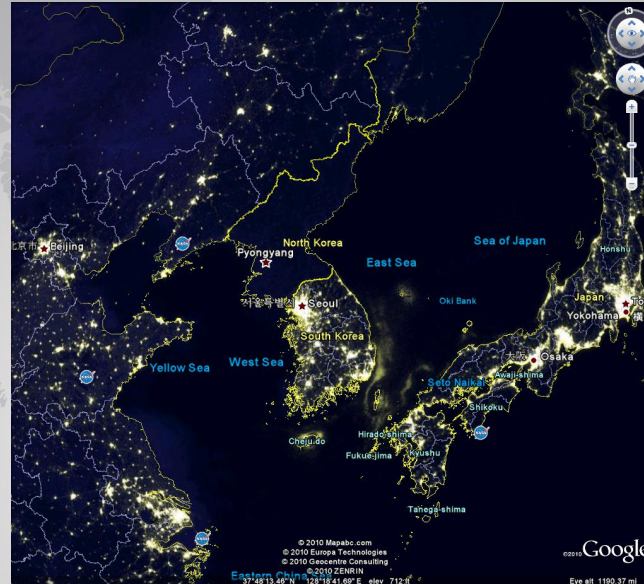 N
北京市 Beijing
North Korea
Pyongyang
Sea of Japan
Honshu
East Sea
Oki Bank
서울특별시 Seoul
Japan
To
Yokohama 横
South Korea
大阪 Osaka
West Sea
Yellow Sea
Awaji-shima
Seto Naikai
Shikoku
Cheju do
Hirado-shima
Fukue-jima
Kyushu
Tanega-shima
© 2010 Mapabc.com
© 2010 Europa Technologies
© 2010 Geocentre Consulting
© 2010 ZENRIN
©2010 Google
Eastern China Sea
37°48'13.46" N 128°18'41.69" E elev 712 ft
Eye alt 1190.37 m